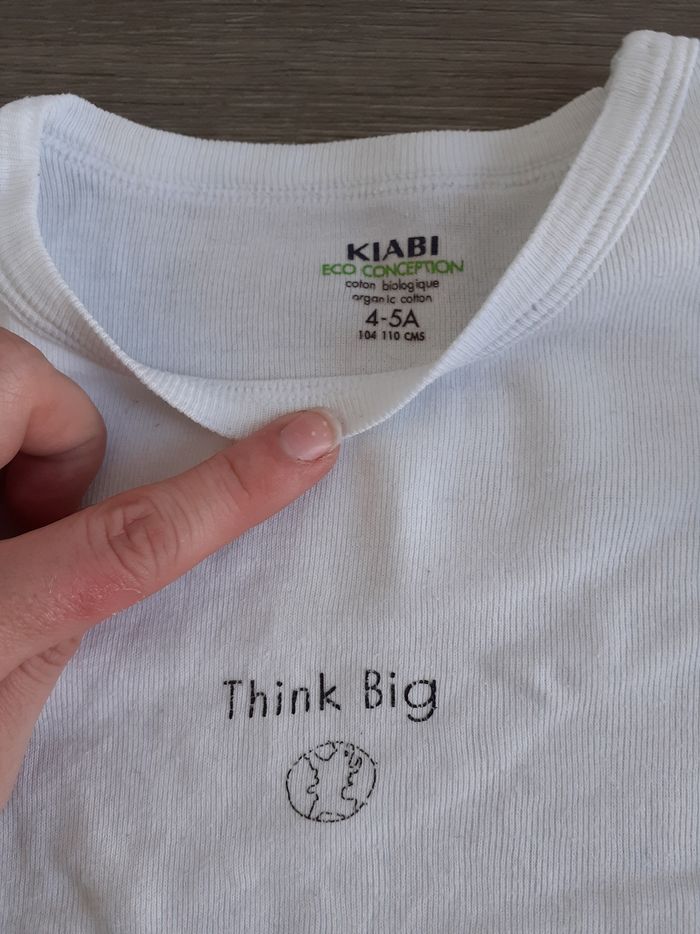 KIABI
ECO CONCEPTION
coton biologique
organic cotton
4-5A
104 110 CMS
Think Big